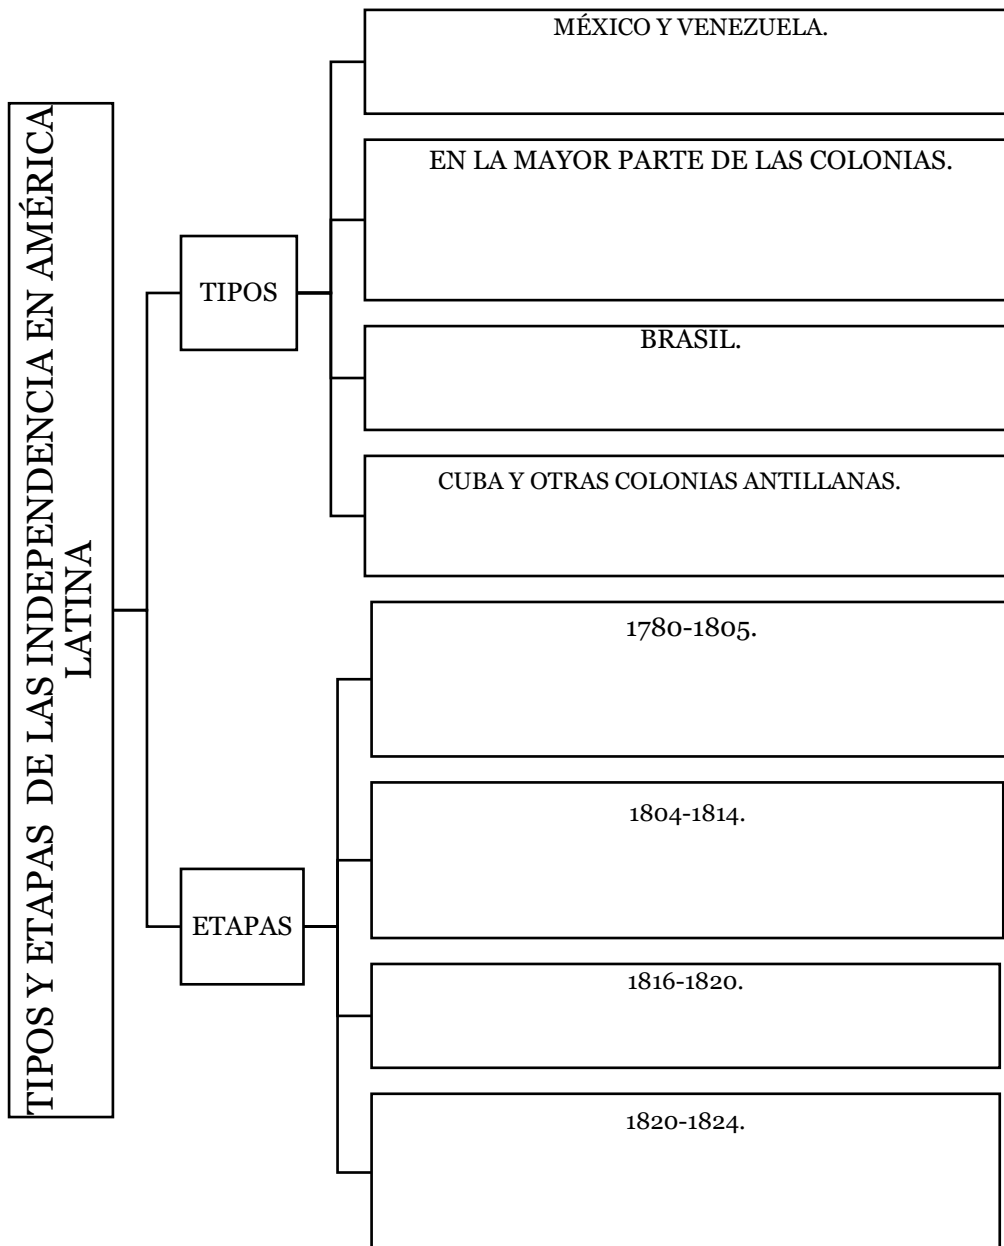 TIPOS Y ETAPAS DE LAS INDEPENDENCIA EN AMÉRICA
LATINA
TIPOS
MÉXICO Y VENEZUELA.
EN LA MAYOR PARTE DE LAS COLONIAS.
BRASIL.
CUBA Y OTRAS COLONIAS ANTILLANAS.
ETAPAS
1780-1805.
1804-1814.
1816-1820.
1820-1824.